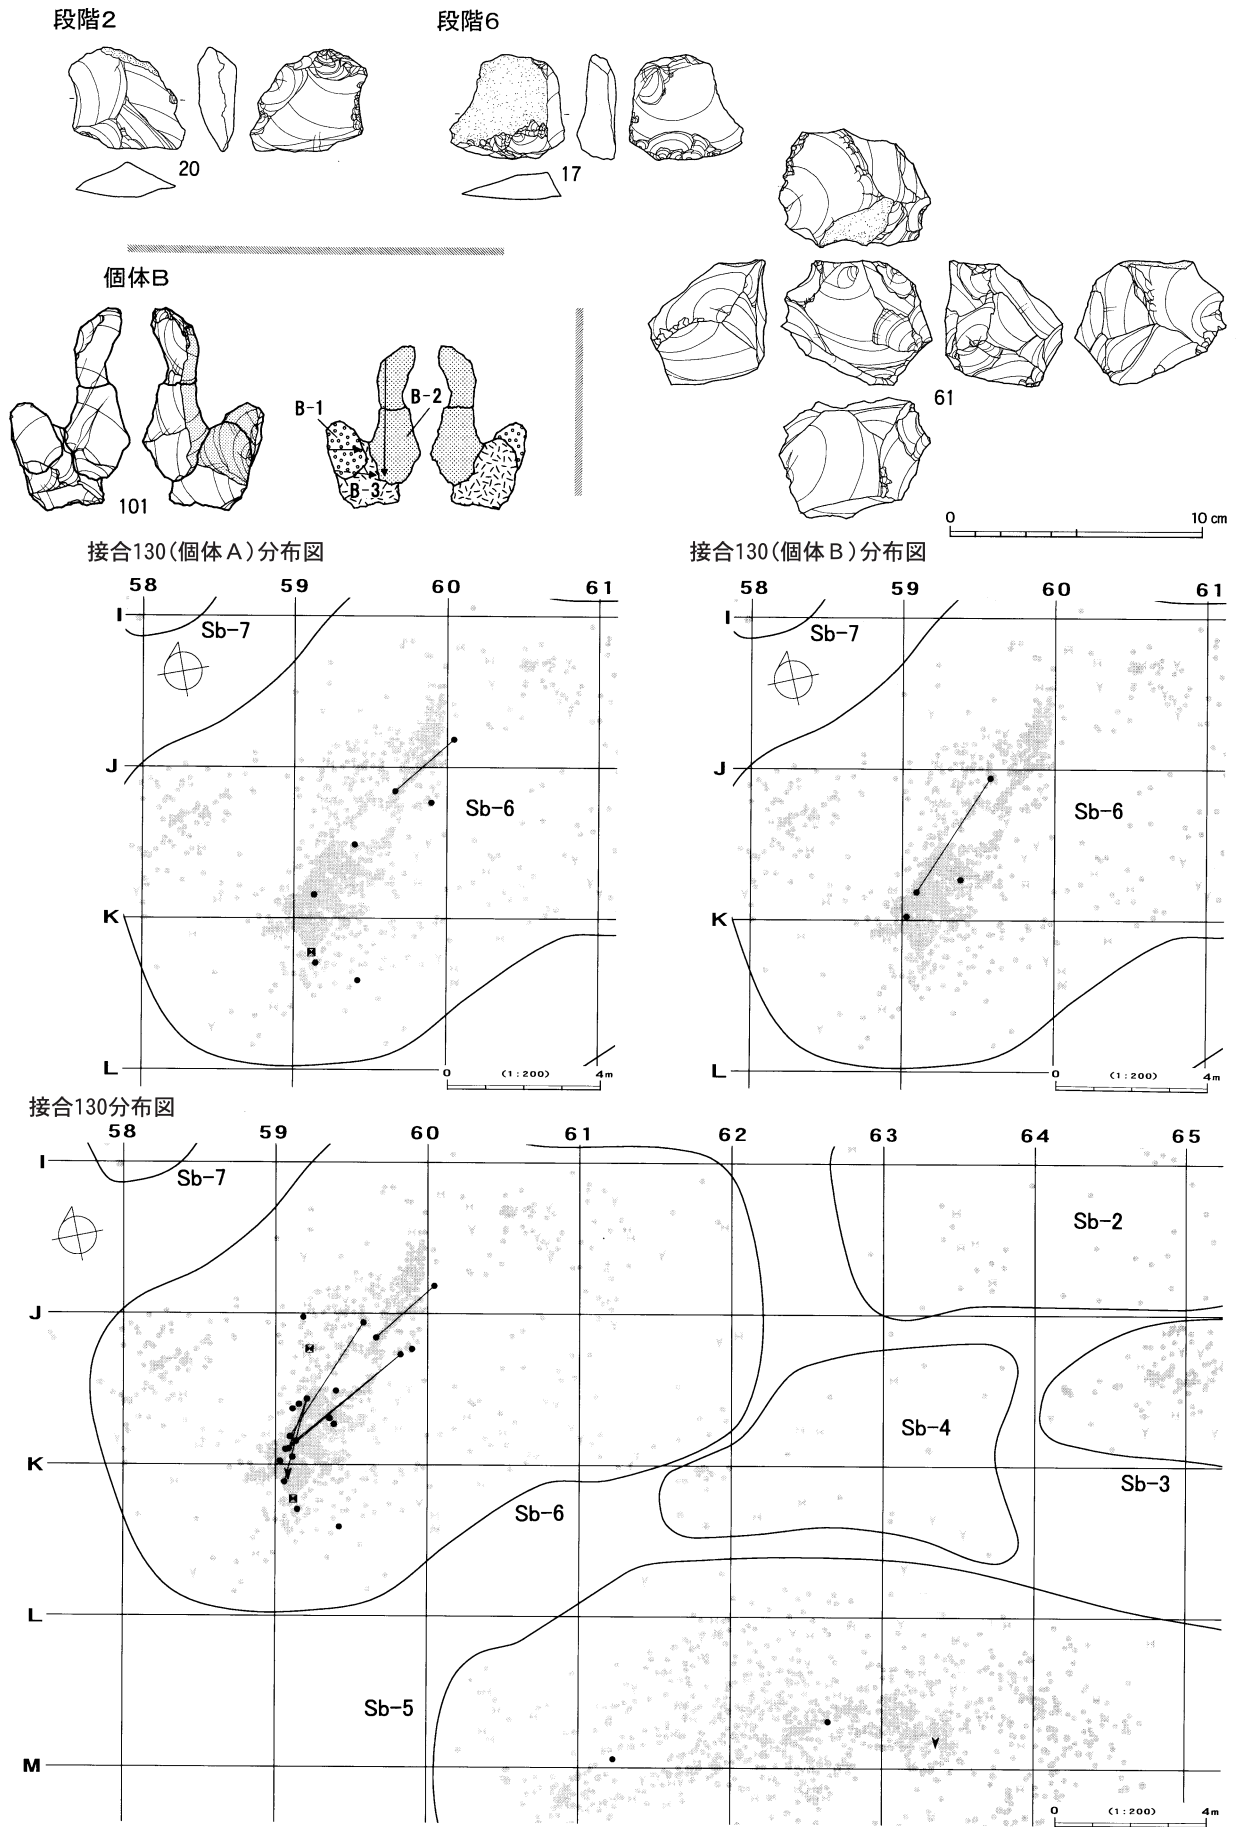 段階2
段階6
20
17
個体B
B-1
B-2
B-3
101
61
0 10 cm
接合130(個体A)分布図
58 59 60 61
I
Sb-7
J
Sb-6
K
L
0 (1:200) 4m
接合130(個体B)分布図
58 59 60 61
I
Sb-7
J
Sb-6
K
L
0 (1:200) 4m
接合130分布図
58 59 60 61 62 63 64 65
I
Sb-7
Sb-2
J
Sb-4
K
Sb-3
Sb-6
L
Sb-5
M
0 (1:200) 4m